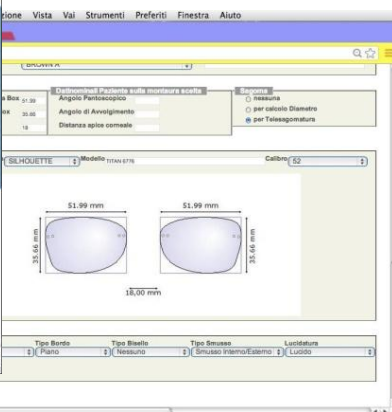 zione Vista Vai Strumenti Preferiti Finestra Aiuto
(BROWN A
Datinominali Paziente sulla montaura scelta
Sagoma
a Box 51.99 Angolo Pantoscopico
nessuna
ox 35.66 Angolo di Avvolgimento
per calcolo Diametro
18 Distanza apice corneale
per Telesagomatura
SILHOUETTE Modello TITAN 6776 Calibro 52
51.99 mm 51.99 mm
35.66 mm 35.66 mm
18,00 mm
Tipo Bordo Tipo Bisello Tipo Smusso Lucidatura
Piano Nessuno Smusso Interno/Esterno Lucido